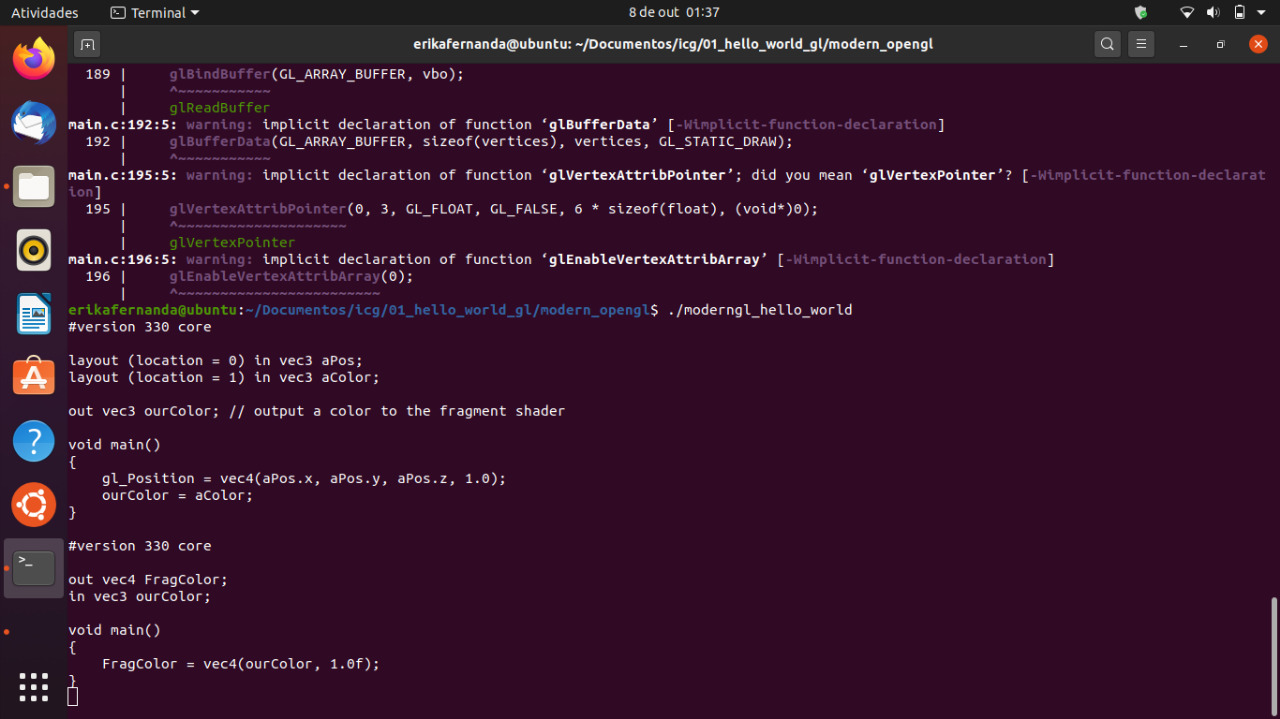 Atividades
Terminal
8 de out 01:37
erikafernanda@ubuntu: ~/Documentos/icg/01_hello_world_gl/modern_opengl
189 |     glBindBuffer(GL_ARRAY_BUFFER, vbo);
    |     ^~~~~~~~~~~~
    |     glReadBuffer
main.c:192:5: warning: implicit declaration of function ‘glBufferData’ [-Wimplicit-function-declaration]
192 |     glBufferData(GL_ARRAY_BUFFER, sizeof(vertices), vertices, GL_STATIC_DRAW);
    |     ^~~~~~~~~~~~
main.c:195:5: warning: implicit declaration of function ‘glVertexAttribPointer’; did you mean ‘glVertexPointer’? [-Wimplicit-function-declarat
ion]
195 |     glVertexAttribPointer(0, 3, GL_FLOAT, GL_FALSE, 6 * sizeof(float), (void*)0);
    |     ^~~~~~~~~~~~~~~~~~~~~
    |     glVertexPointer
main.c:196:5: warning: implicit declaration of function ‘glEnableVertexAttribArray’ [-Wimplicit-function-declaration]
196 |     glEnableVertexAttribArray(0);
    |     ^~~~~~~~~~~~~~~~~~~~~~~~~
erikafernanda@ubuntu:~/Documentos/icg/01_hello_world_gl/modern_opengl$ ./moderngl_hello_world
#version 330 core
layout (location = 0) in vec3 aPos;
layout (location = 1) in vec3 aColor;
out vec3 ourColor; // output a color to the fragment shader
void main()
{
    gl_Position = vec4(aPos.x, aPos.y, aPos.z, 1.0);
    ourColor = aColor;
}
#version 330 core
out vec4 FragColor;
in vec3 ourColor;
void main()
{
    FragColor = vec4(ourColor, 1.0f);
}